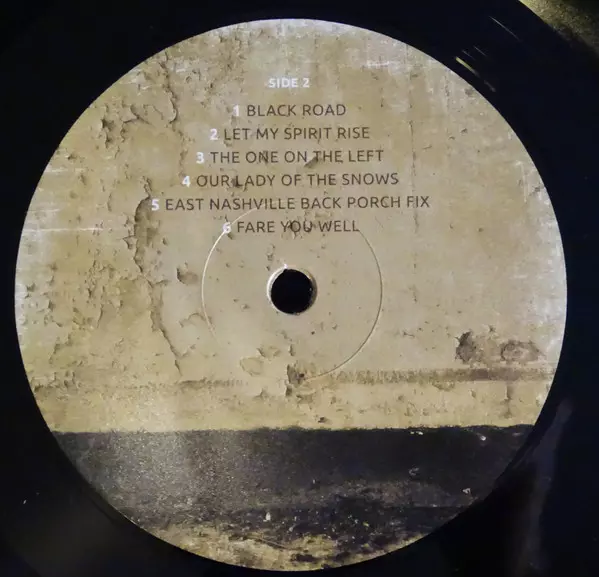 SIDE 2
1 BLACK ROAD
2 LET MY SPIRIT RISE
3 THE ONE ON THE LEFT
4 OUR LADY OF THE SNOWS
5 EAST NASHVILLE BACK PORCH FIX
6 FARE YOU WELL